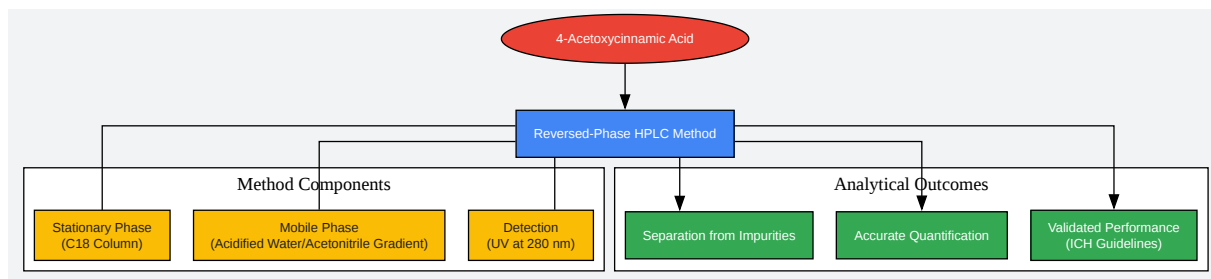 4-Acetoxycinnamic Acid
Reversed-Phase HPLC Method
Method Components
Stationary Phase
(C18 Column)
Mobile Phase
(Acidified Water/Acetonitrile Gradient)
Detection
(UV at 280 nm)
Analytical Outcomes
Separation from Impurities
Accurate Quantification
Validated Performance
(ICH Guidelines)